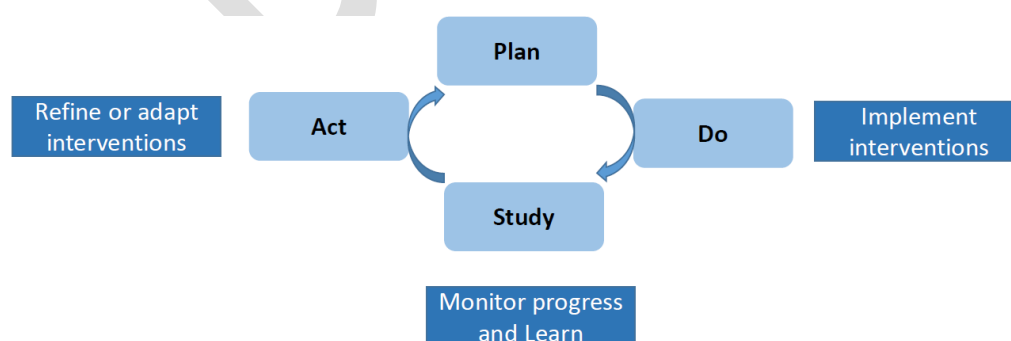 Plan
Refine or adapt
interventions
Act
Do
Implement
interventions
Study
Monitor progress
and Learn